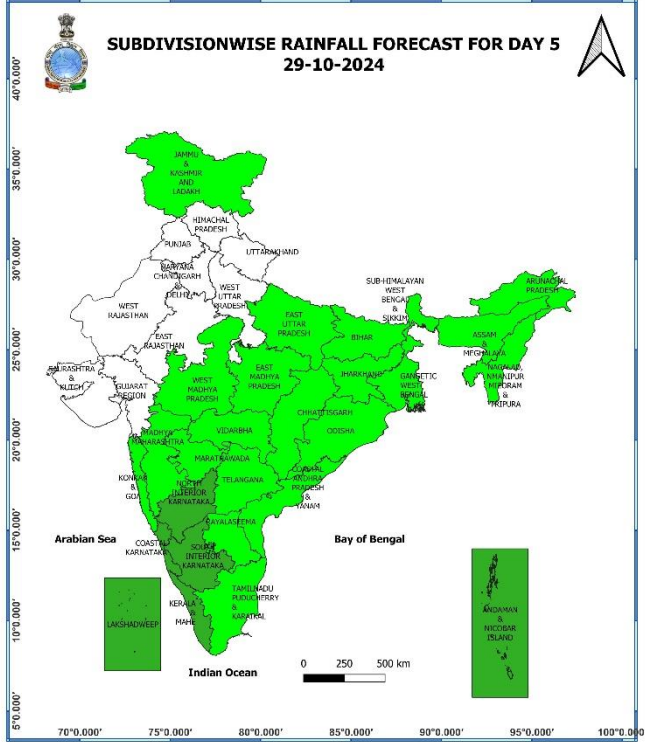 SUBDIVISIONWISE RAINFALL FORECAST FOR DAY 5
29-10-2024
40°0.000'
35°0.000'
30°0.000'
25°0.000'
20°0.000'
15°0.000'
10°0.000'
5°0.000'
JAMMU
&
KASHMIR
AND
LADAKH
HIMACHAL
PRADESH
PUNJAB
UTTARAKHAND
HARYANA
CHANDIGARH
&
DELHI
WEST
UTTAR
PRADESH
WEST
RAJASTHAN
EAST
RAJASTHAN
SUB-HIMALAYAN
WEST
BENGAL
&
SIKKIM
ARUNACHAL
PRADESH
EAST
UTTAR
PRADESH
BIHAR
ASSAM
&
MEGHALAYA
NAGALAND,
MANIPUR
MIZORAM
&
TRIPURA
SAURASHTRA
& KUTCH
GUJARAT
REGION
WEST
MADHYA
PRADESH
EAST
MADHYA
PRADESH
JHARKHAND
GANGETIC
WEST
BENGAL
CHHATTISGARH
ODISHA
MADHYA
MAHARASHTRA
VIDARBHA
MARATHWADA
TELANGANA
COASTAL
ANDHRA
PRADESH
&
YANAM
KONKAN
&
GOA
NORTH
INTERIOR
KARNATAKA
RAYALASEEMA
COASTAL
KARNATAKA
SOUTH
INTERIOR
KARNATAKA
Arabian Sea
Bay of Bengal
KERALA
&
MAHE
TAMILNADU
PUDUCHERRY
&
KARAIKAL
LAKSHADWEEP
ANDAMAN
&
NICOBAR
ISLAND
Indian Ocean
0 250 500 km
70°0.000' 75°0.000' 80°0.000' 85°0.000' 90°0.000' 95°0.000' 100°0.000